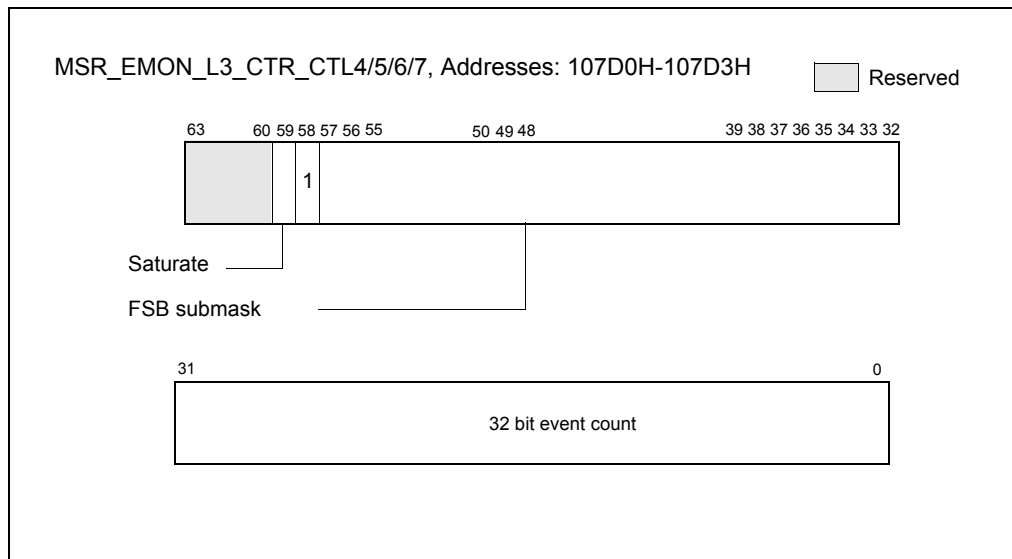 MSR_EMON_L3_CTR_CTL4/5/6/7, Addresses: 107D0H-107D3H
Reserved
63 60 59 58 57 56 55 50 49 48 39 38 37 36 35 34 33 32
1
Saturate
FSB submask
31 0
32 bit event count